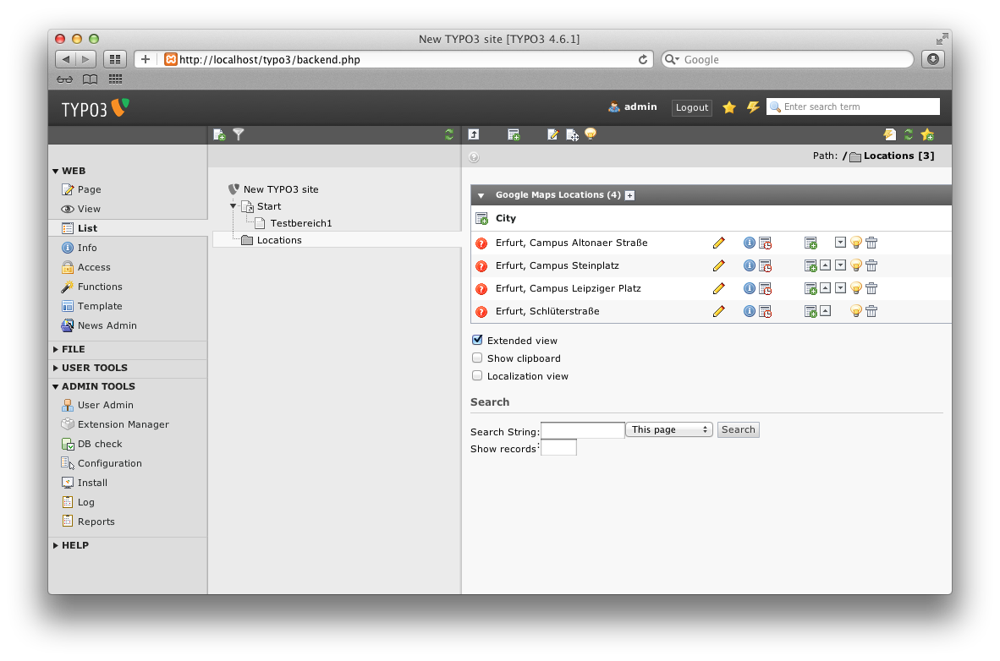 New TYPO3 site [TYPO3 4.6.1]
http://localhost/typo3/backend.php
Google
TYPO3
admin
Logout
Enter search term
Path: / Locations [3]
WEB
Page
View
List
Info
Access
Functions
Template
News Admin
FILE
USER TOOLS
ADMIN TOOLS
User Admin
Extension Manager
DB check
Configuration
Install
Log
Reports
HELP
New TYPO3 site
Start
Testbereich1
Locations
Google Maps Locations (4)
City
Erfurt, Campus Altonaer Straße
Erfurt, Campus Steinplatz
Erfurt, Campus Leipziger Platz
Erfurt, Schlüterstraße
Extended view
Show clipboard
Localization view
Search
Search String: This page Search
Show records: